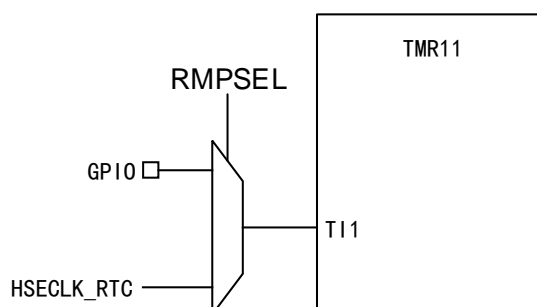 TMR11
RMPSEL
GPIO
TI1
HSECLK_RTC